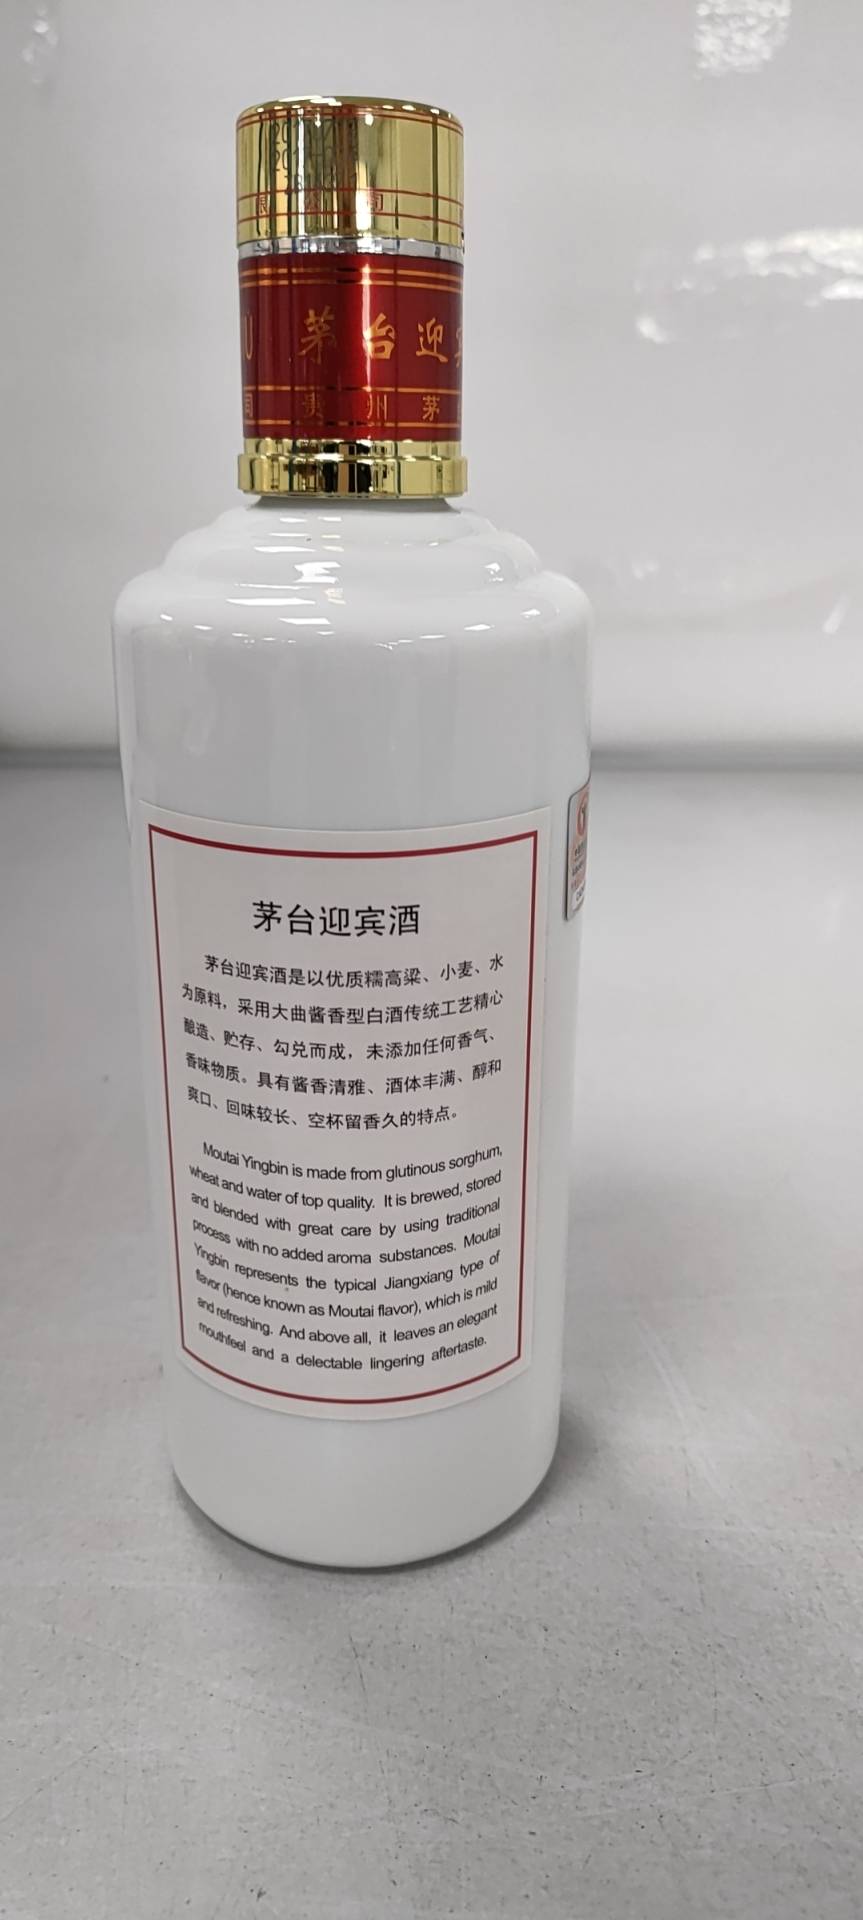 茅台迎
贵州茅
茅台迎宾酒
茅台迎宾酒是以优质糯高粱、小麦、水
为原料，采用大曲酱香型白酒传统工艺精心
酿造、贮存、勾兑而成，未添加任何香气、
香味物质。具有酱香清雅、酒体丰满、醇和
爽口、回味较长、空杯留香久的特点。
Moutai Yingbin is made from glutinous sorghum,
wheat and water of top quality. It is brewed, stored
and blended with great care by using traditional
process with no added aroma substances. Moutai
Yingbin represents the typical Jiangxiang type of
flavor (hence known as Moutai flavor), which is mild
and refreshing. And above all, it leaves an elegant
mouthfeel and a delectable lingering aftertaste.